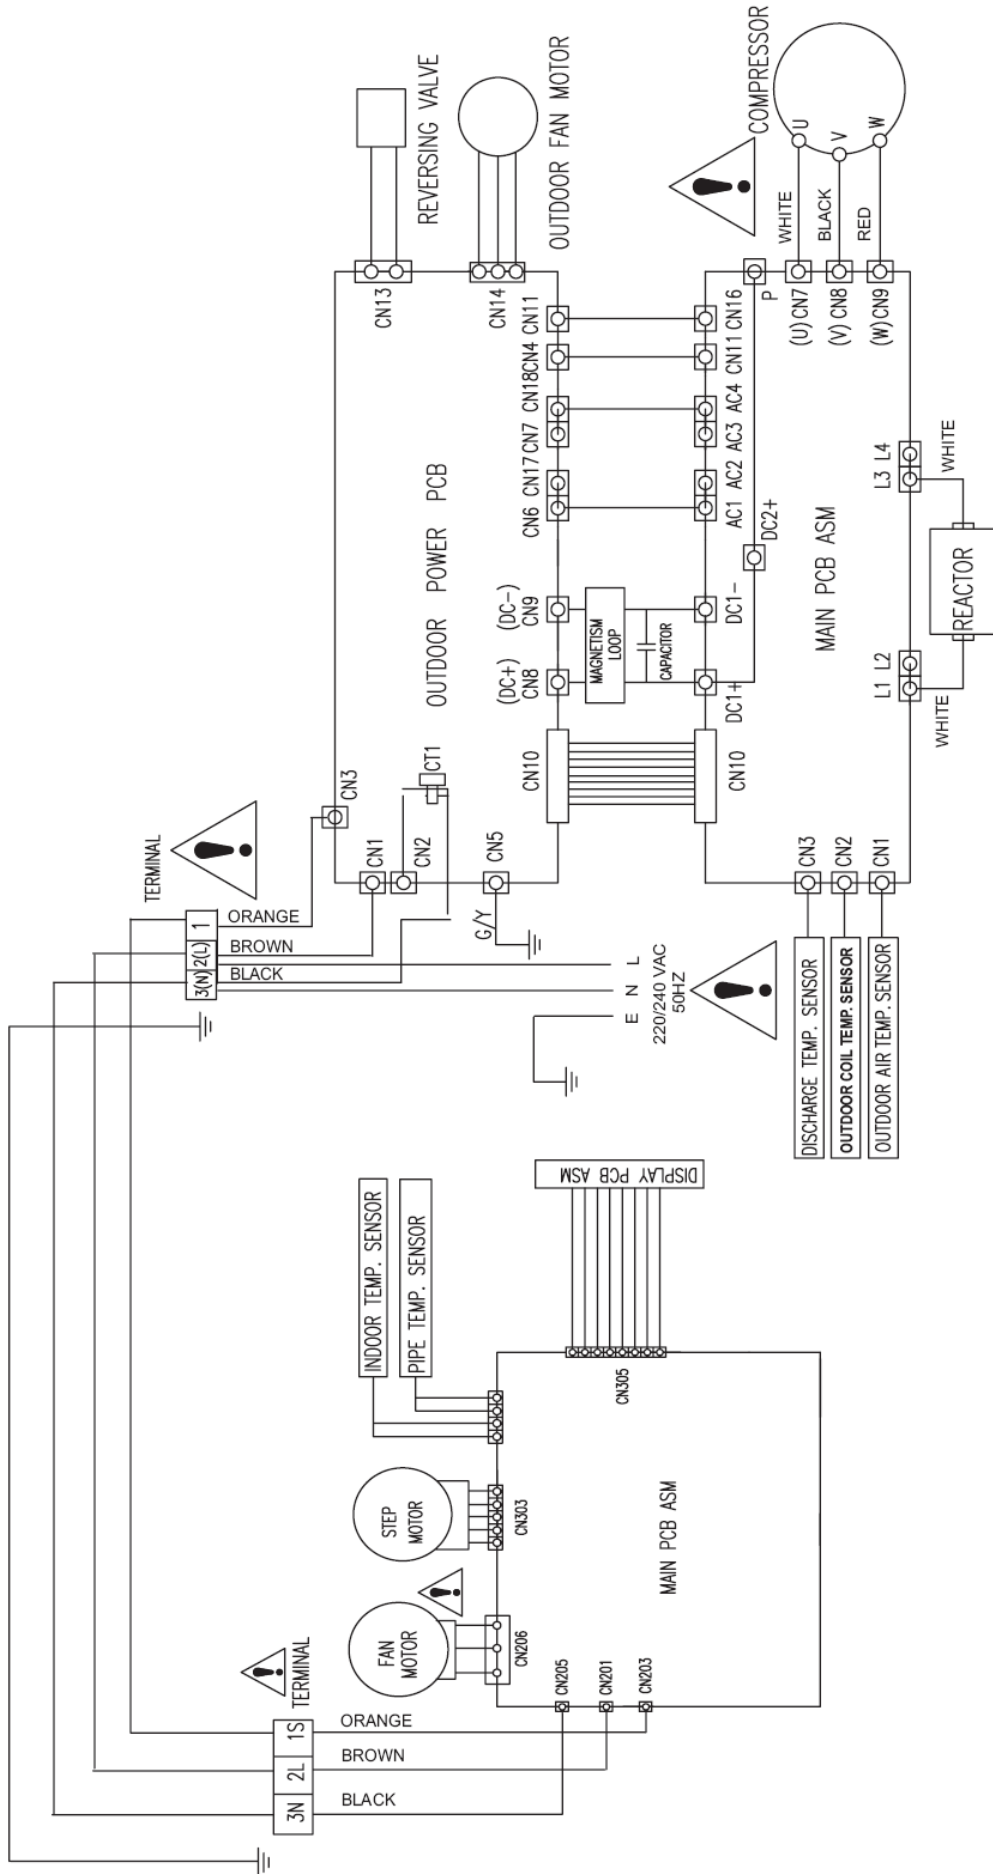 REVERSING VALVE
OUTDOOR FAN MOTOR
COMPRESSOR
U
V
W
WHITE
BLACK
RED
CN13
CN14
CN11
CN4
CN18
CN7
CN17
CN6
(DC-)
CN9
(DC+)
CN8
OUTDOOR POWER PCB
CN10
CN3
CT1
CN1
CN2
CN5
G/Y
MAGNETISM
LOOP
CAPACITOR
P
CN16
CN11
AC4
AC3
AC2
AC1
DC2+
DC1-
DC1+
CN10
(U)CN7
(V)CN8
(W)CN9
MAIN PCB ASM
L3 L4
WHITE
REACTOR
L1 L2
WHITE
CN3
CN2
CN1
DISCHARGE TEMP. SENSOR
OUTDOOR COIL TEMP. SENSOR
OUTDOOR AIR TEMP. SENSOR
TERMINAL
1
2(L)
3(N)
ORANGE
BROWN
BLACK
E N L
220/240 VAC
50HZ
DISPLAY PCB ASM
INDOOR TEMP. SENSOR
PIPE TEMP. SENSOR
CN305
STEP
MOTOR
CN303
FAN
MOTOR
CN206
MAIN PCB ASM
CN205
CN201
CN203
TERMINAL
1S
2L
3N
ORANGE
BROWN
BLACK